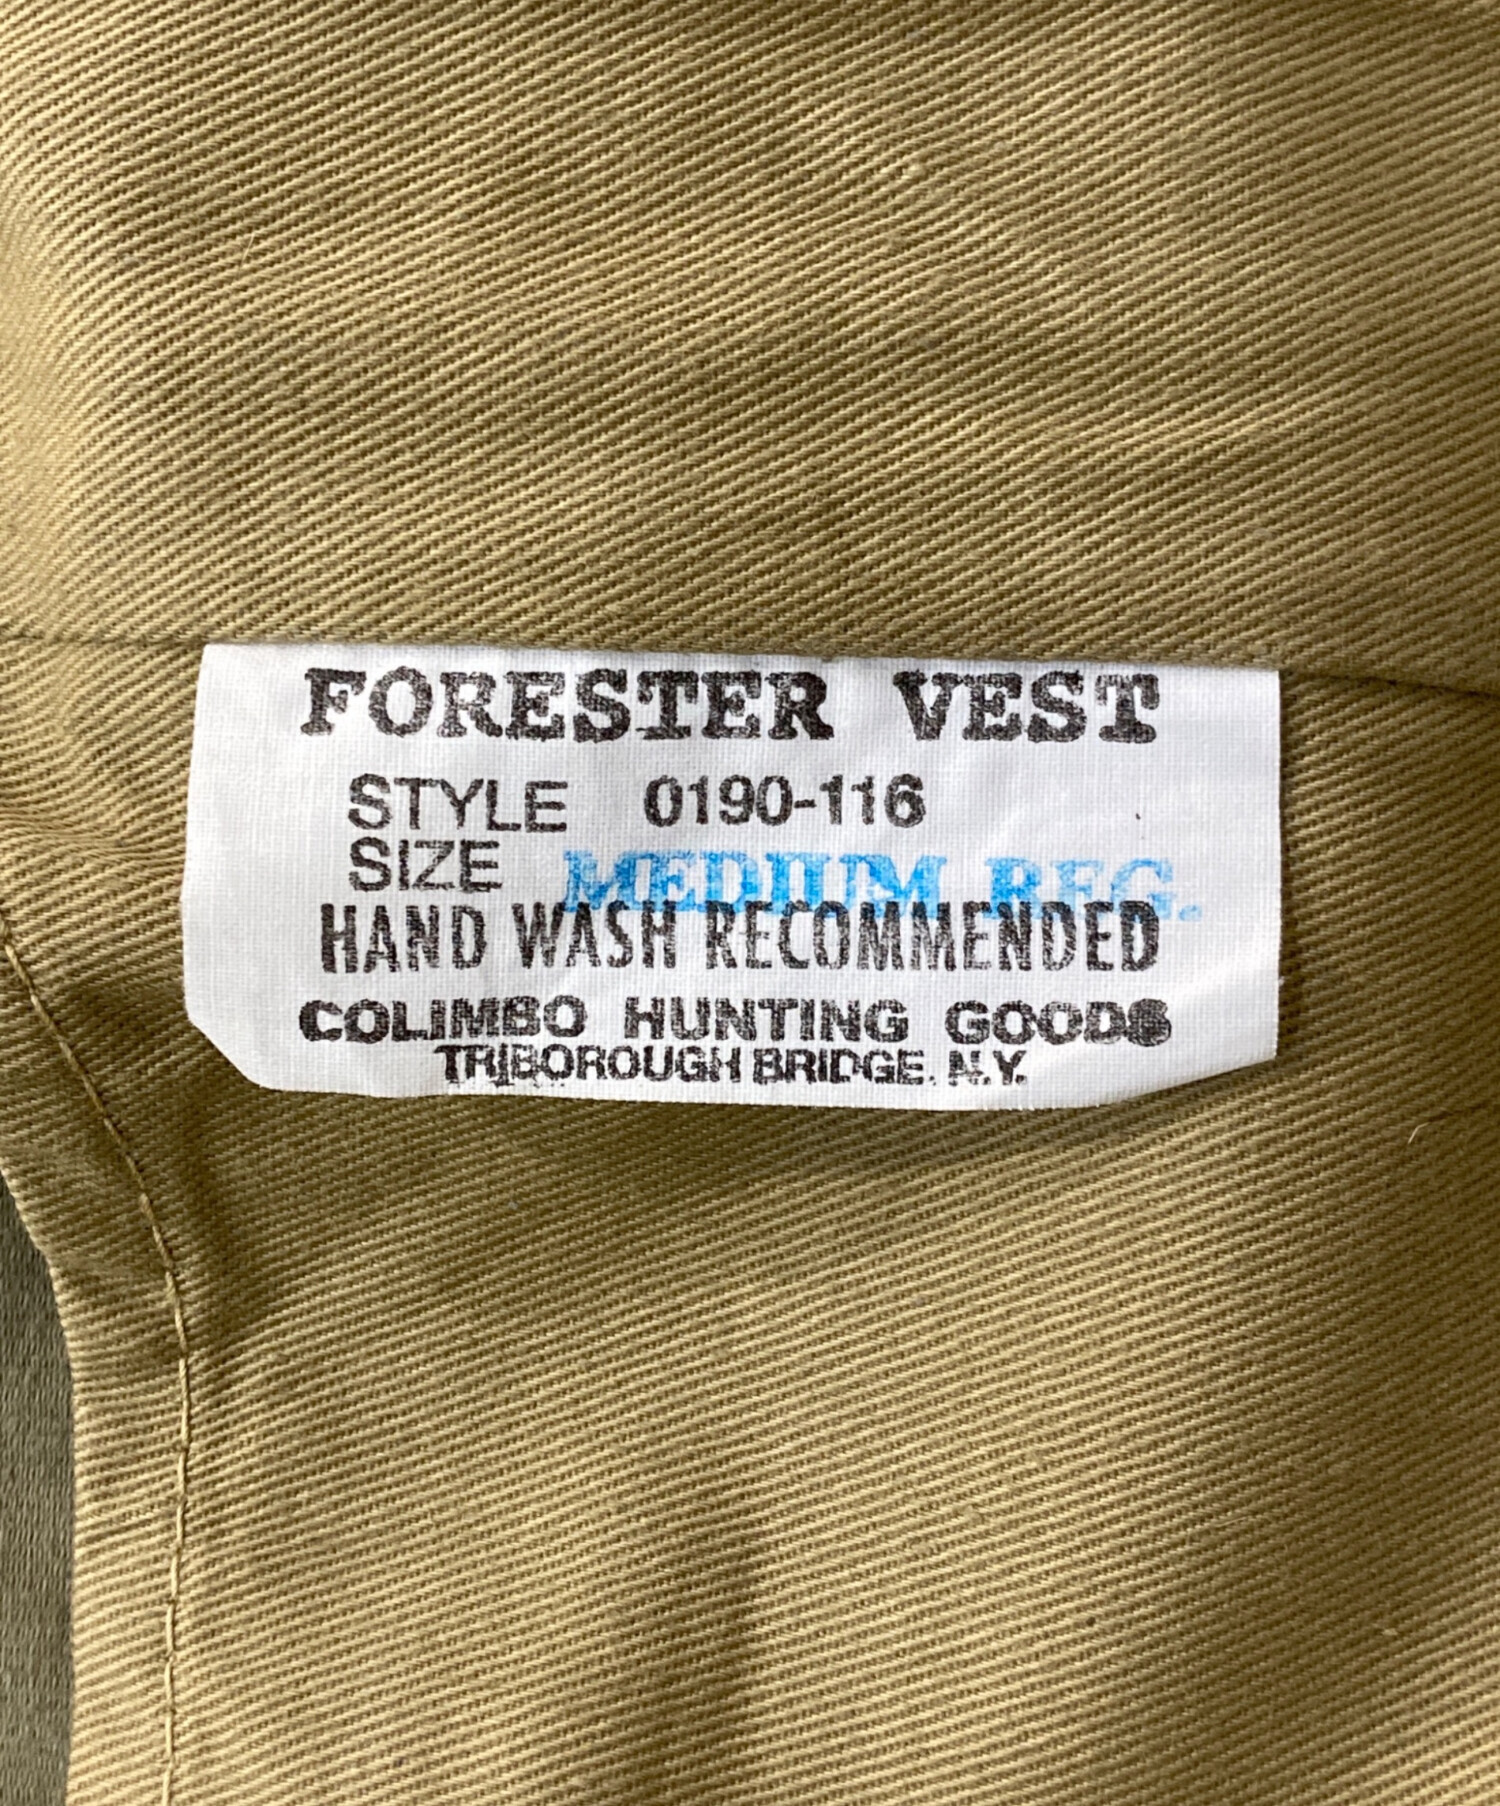 FORESTER VEST
STYLE 0190-116
SIZE MEDIUM REG.
HAND WASH RECOMMENDED
COLIMBO HUNTING GOODS
TRIBOROUGH BRIDGE. N.Y.